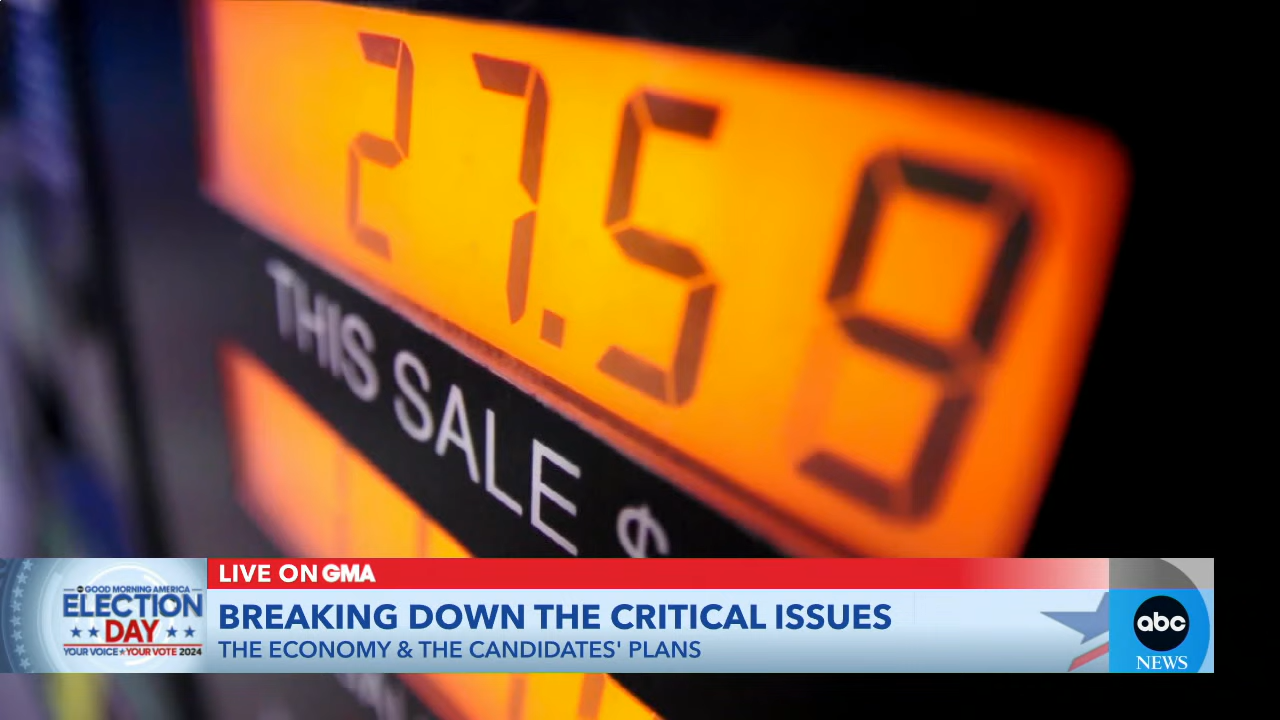 27.59
THIS SALE $
LIVE ON GMA
GOOD MORNING AMERICA
ELECTION
DAY
YOUR VOICE★YOUR VOTE 2024
BREAKING DOWN THE CRITICAL ISSUES
THE ECONOMY & THE CANDIDATES' PLANS
abc
NEWS